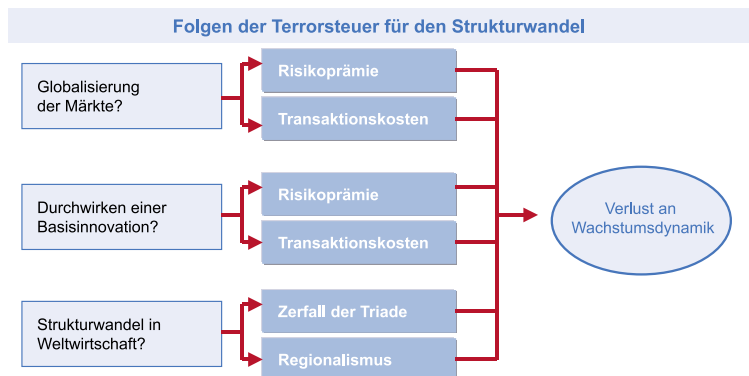 Folgen der Terrorsteuer für den Strukturwandel
Globalisierung
der Märkte?
Risikoprämie
Transaktionskosten
Durchwirken einer
Basisinnovation?
Risikoprämie
Transaktionskosten
Strukturwandel in
Weltwirtschaft?
Zerfall der Triade
Regionalismus
Verlust an
Wachstumsdynamik